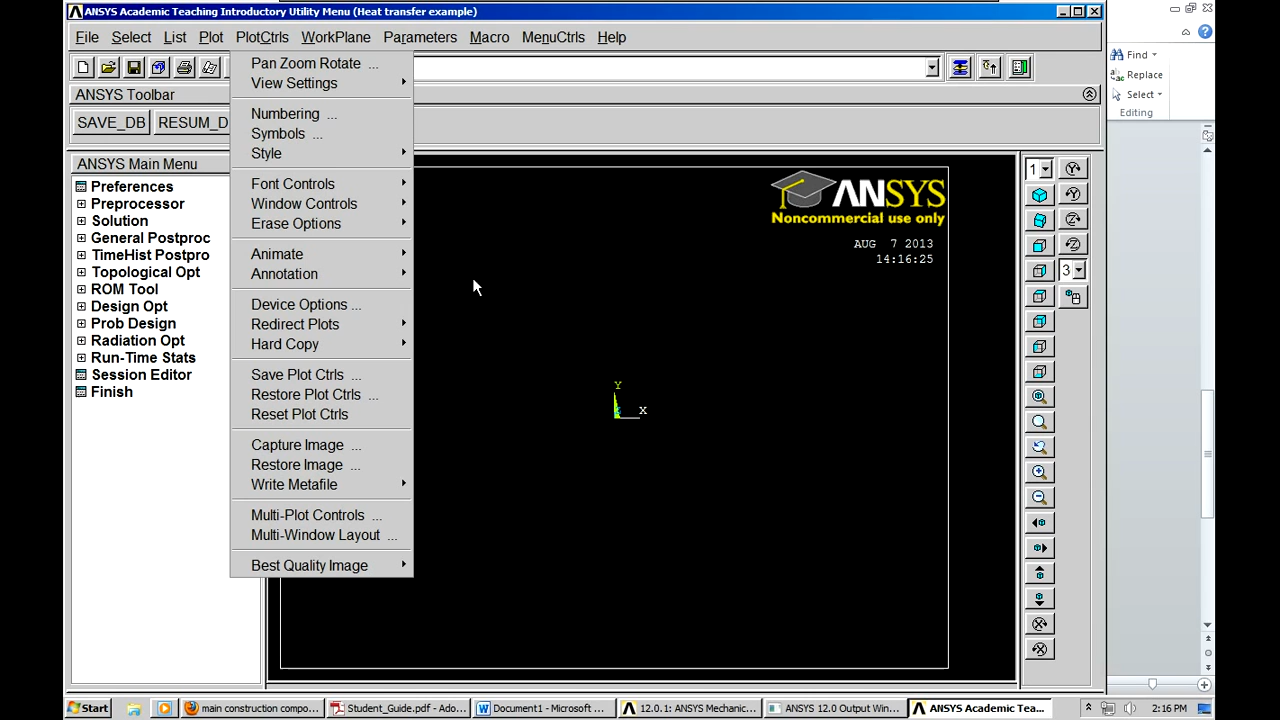 ANSYS Academic Teaching Introductory Utility Menu (Heat transfer example)
File Select List Plot PlotCtrls WorkPlane Parameters Macro MenuCtrls Help
Find
Replace
Select
Editing
ANSYS Toolbar
SAVE_DB RESUM_D
ANSYS Main Menu
Preferences
Preprocessor
Solution
General Postproc
TimeHist Postpro
Topological Opt
ROM Tool
Design Opt
Prob Design
Radiation Opt
Run-Time Stats
Session Editor
Finish
Pan Zoom Rotate ...
View Settings
Numbering ...
Symbols ...
Style
Font Controls
Window Controls
Erase Options
Animate
Annotation
Device Options ...
Redirect Plots
Hard Copy
Save Plot Ctrls ...
Restore Plot Ctrls ...
Reset Plot Ctrls
Capture Image ...
Restore Image ...
Write Metafile
Multi-Plot Controls ...
Multi-Window Layout ...
Best Quality Image
ANSYS
Noncommercial use only
AUG 7 2013
14:16:25
Y
X
1
3
Start main construction compo... Student_Guide.pdf - Ado... Document1 - Microsoft ... 12.0.1: ANSYS Mechanic... ANSYS 12.0 Output Win... ANSYS Academic Tea... 2:16 PM